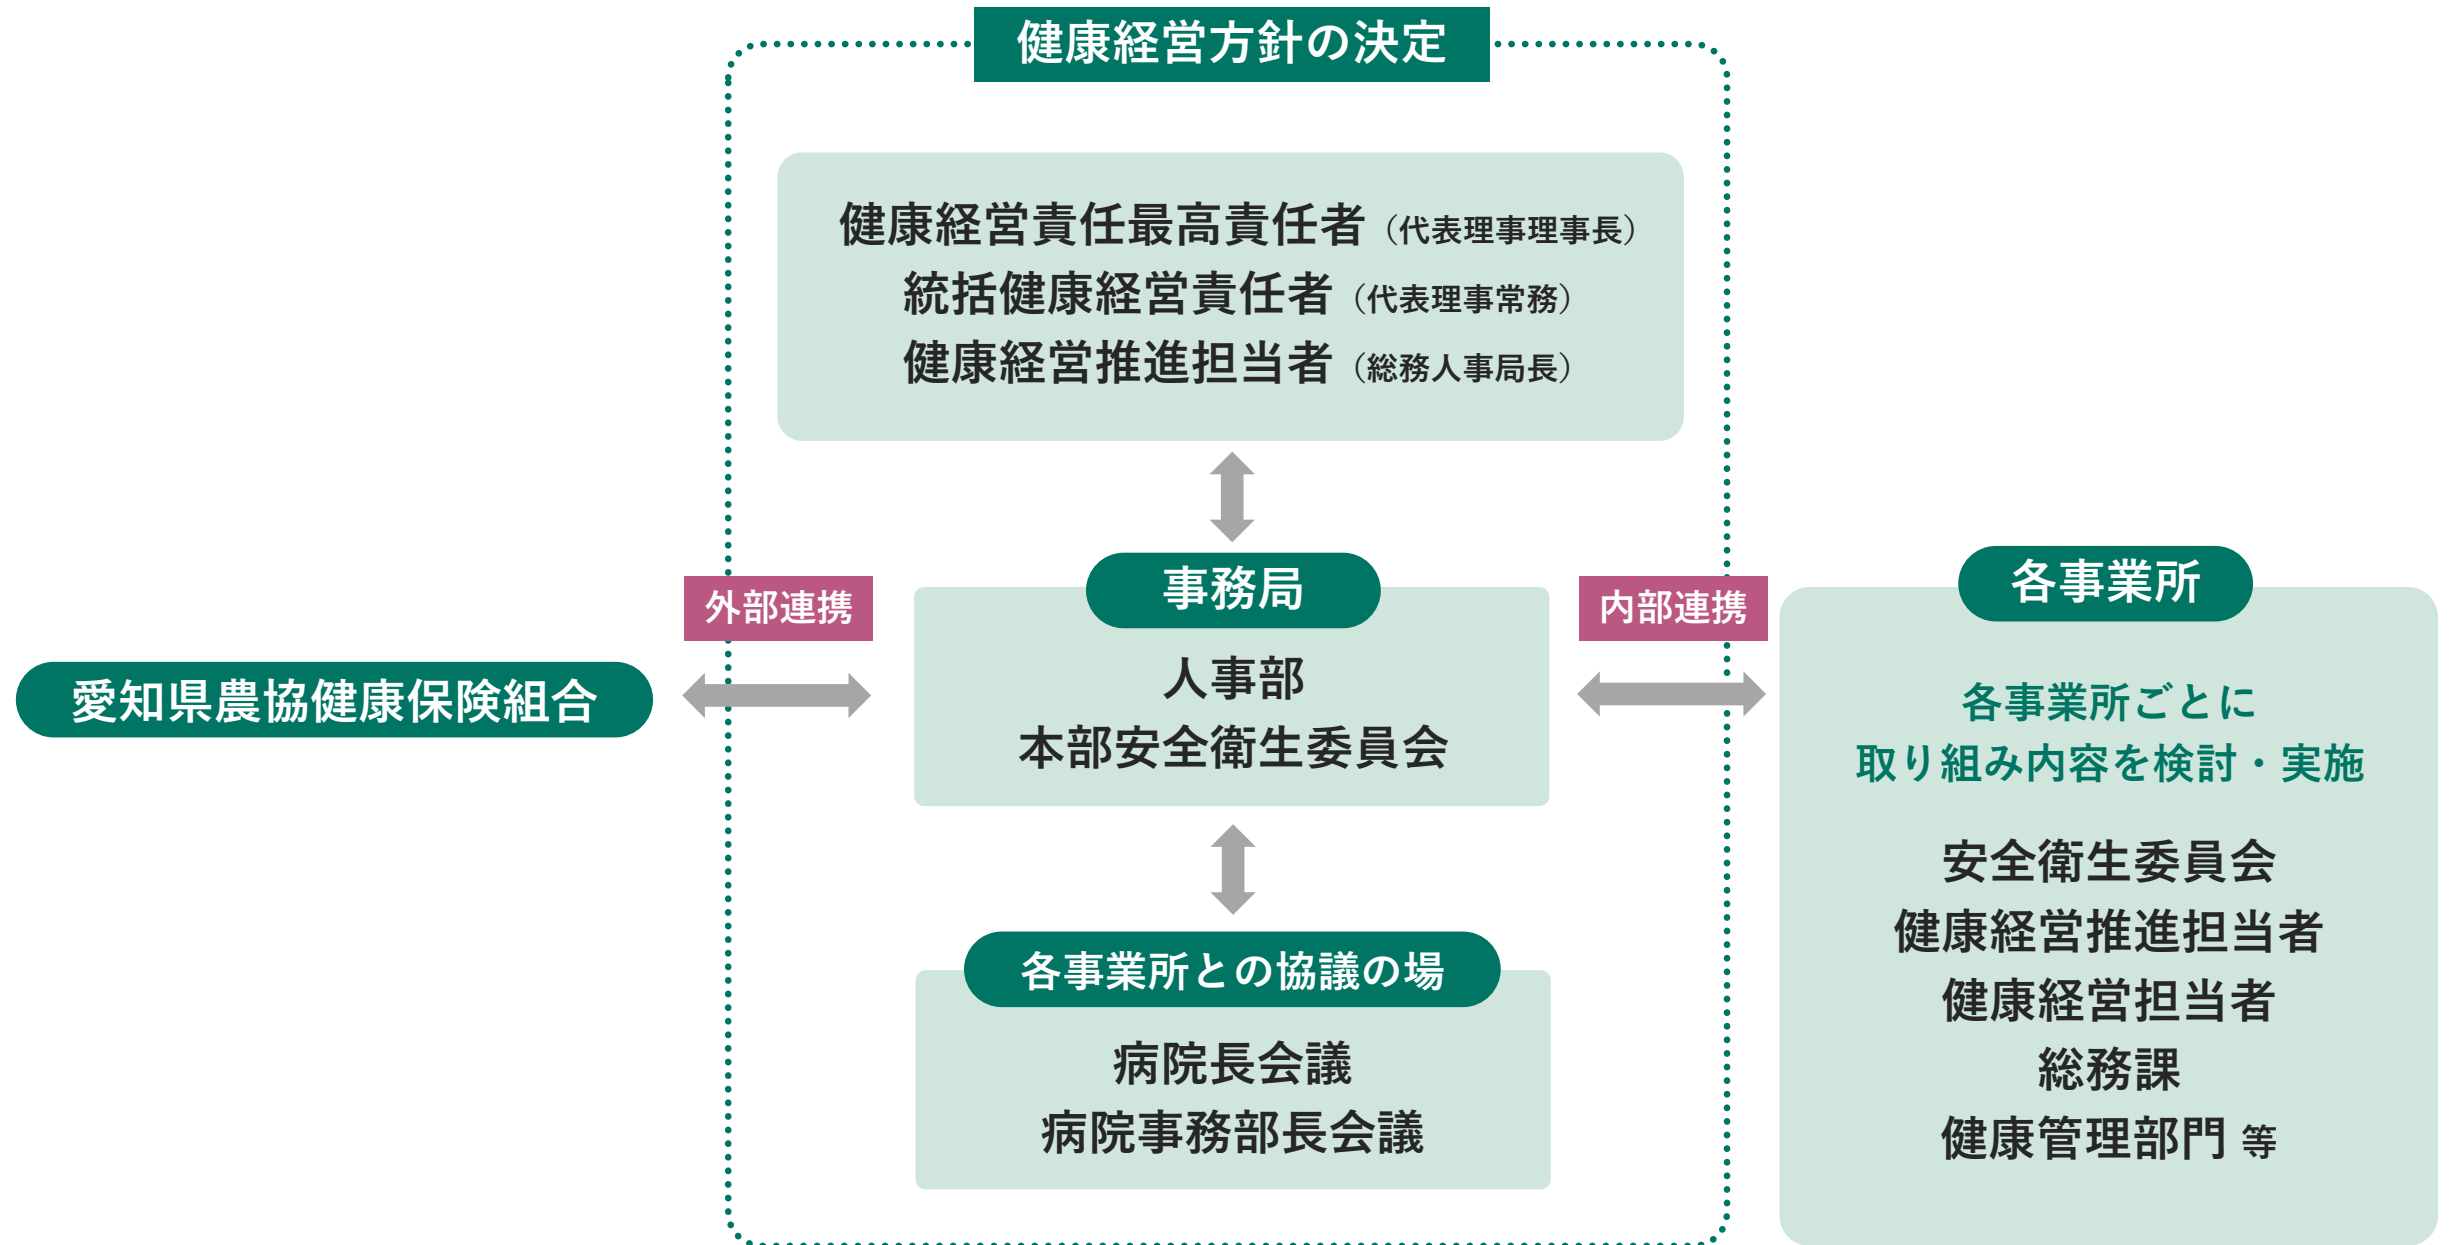 健康経営方針の決定
健康経営責任最高責任者（代表理事理事長）
統括健康経営責任者（代表理事常務）
健康経営推進担当者（総務人事局長）
外部連携
愛知県農協健康保険組合
事務局
人事部
本部安全衛生委員会
各事業所との協議の場
病院長会議
病院事務部長会議
内部連携
各事業所
各事業所ごとに
取り組み内容を検討・実施
安全衛生委員会
健康経営推進担当者
健康経営担当者
総務課
健康管理部門 等